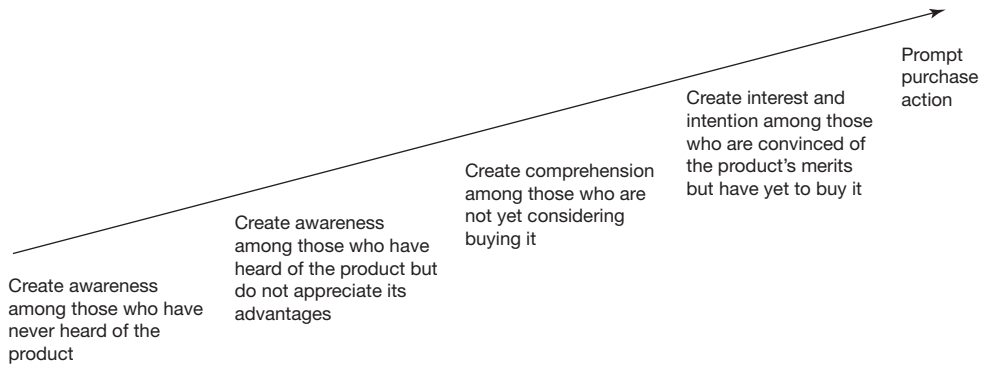 Create awareness
among those who have
never heard of the
product
Create awareness
among those who have
heard of the product but
do not appreciate its
advantages
Create comprehension
among those who are
not yet considering
buying it
Create interest and
intention among those
who are convinced of
the product’s merits
but have yet to buy it
Prompt
purchase
action